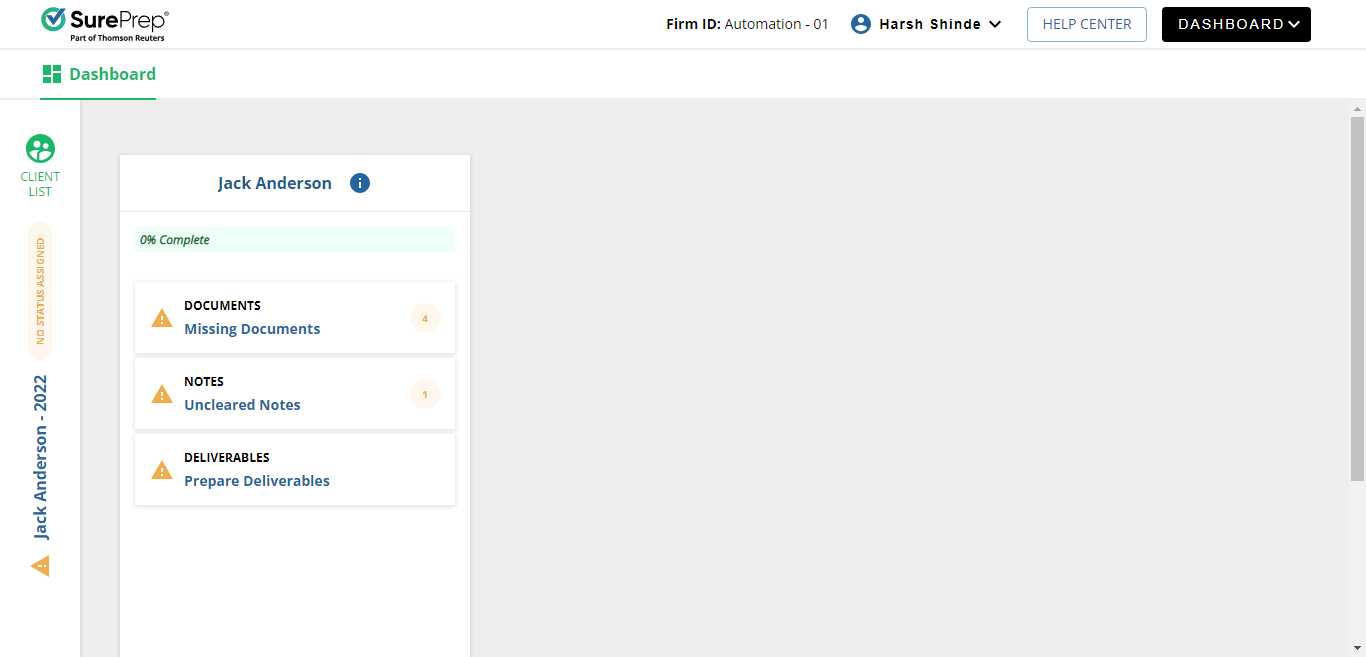 SurePrep®
Part of Thomson Reuters
Firm ID: Automation - 01
Harsh Shinde
HELP CENTER
DASHBOARD
Dashboard
CLIENT
LIST
NO STATUS ASSIGNED
Jack Anderson - 2022
Jack Anderson
0% Complete
DOCUMENTS
Missing Documents
4
NOTES
Uncleared Notes
1
DELIVERABLES
Prepare Deliverables